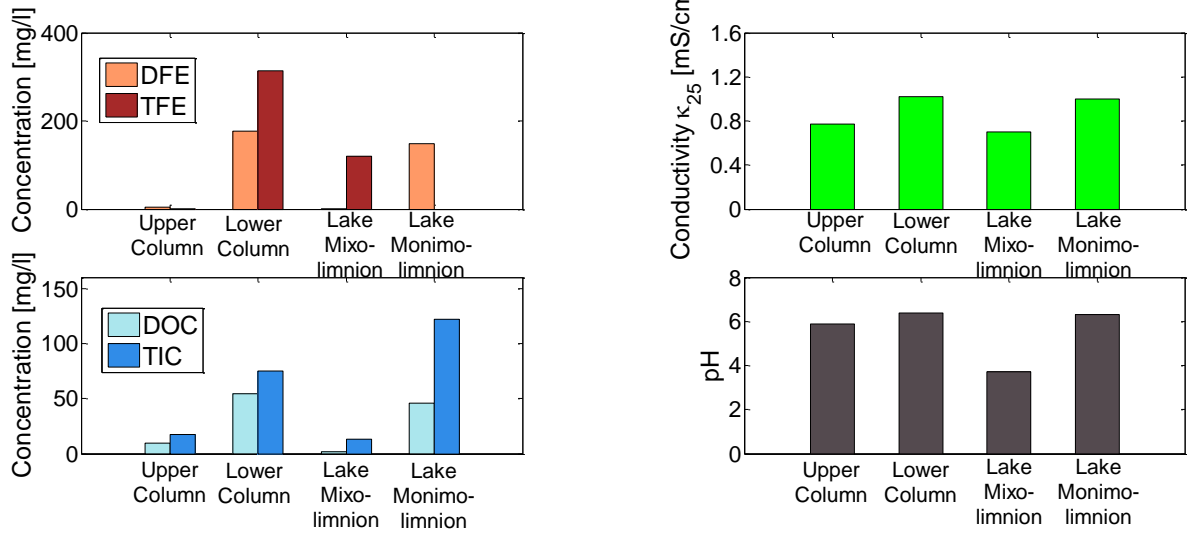 Concentration [mg/l]
400
200
0
DFE
TFE
Upper
Column
Lower
Column
Lake
Mixo-
limnion
Lake
Monimo-
limnion
Conductivity κ25 [mS/cm]
1.6
1.2
0.8
0.4
0
Upper
Column
Lower
Column
Lake
Mixo-
limnion
Lake
Monimo-
limnion
Concentration [mg/l]
150
100
50
0
DOC
TIC
Upper
Column
Lower
Column
Lake
Mixo-
limnion
Lake
Monimo-
limnion
pH
8
6
4
2
0
Upper
Column
Lower
Column
Lake
Mixo-
limnion
Lake
Monimo-
limnion